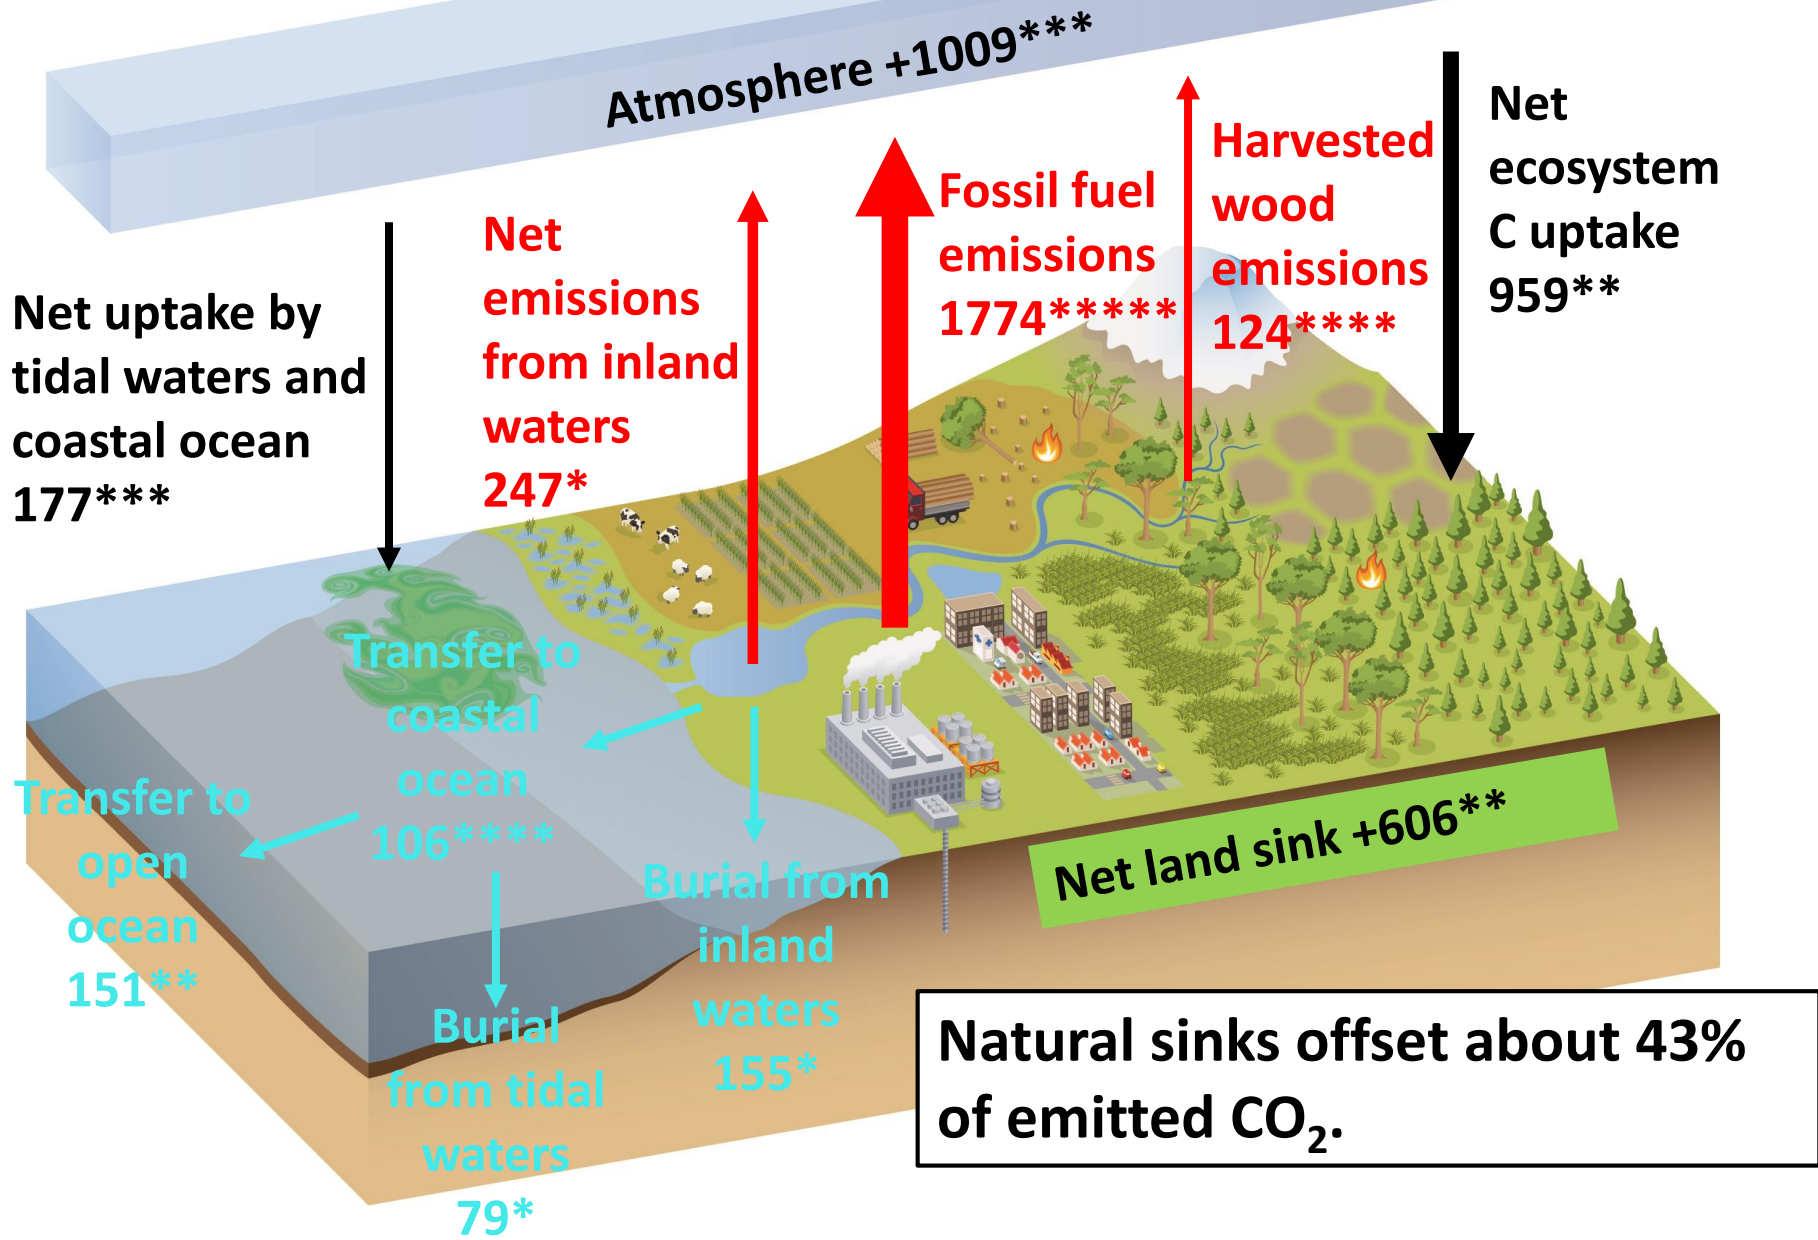 Atmosphere +1009***
Net uptake by
tidal waters and
coastal ocean
177***
Net
emissions
from inland
waters
247*
Fossil fuel
emissions
1774*****
Harvested
wood
emissions
124****
Net
ecosystem
C uptake
959**
Transfer to
coastal
ocean
106****
Transfer to
open
ocean
151**
Burial
from tidal
waters
79*
Burial from
inland
waters
155*
Net land sink +606**
Natural sinks offset about 43%
of emitted CO₂.